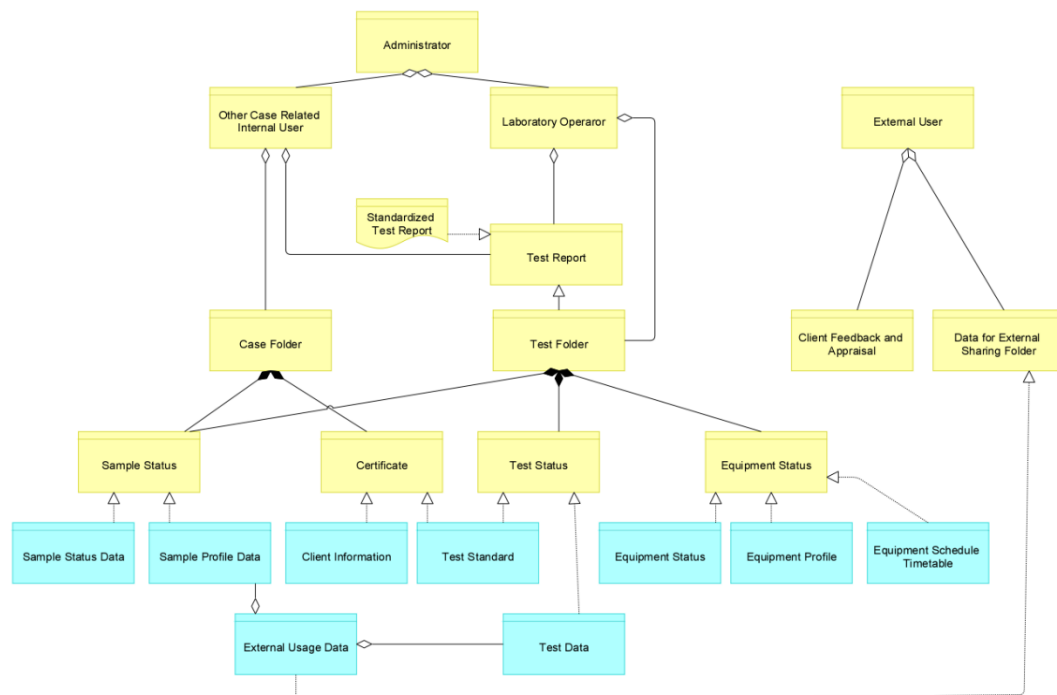 Administrator
Other Case Related
Internal User
Laboratory Operaror
External User
Standardized
Test Report
Test Report
Case Folder
Test Folder
Client Feedback and
Appraisal
Data for External
Sharing Folder
Sample Status
Certificate
Test Status
Equipment Status
Sample Status Data
Sample Profile Data
Client Information
Test Standard
Equipment Status
Equipment Profile
Equipment Schedule
Timetable
External Usage Data
Test Data